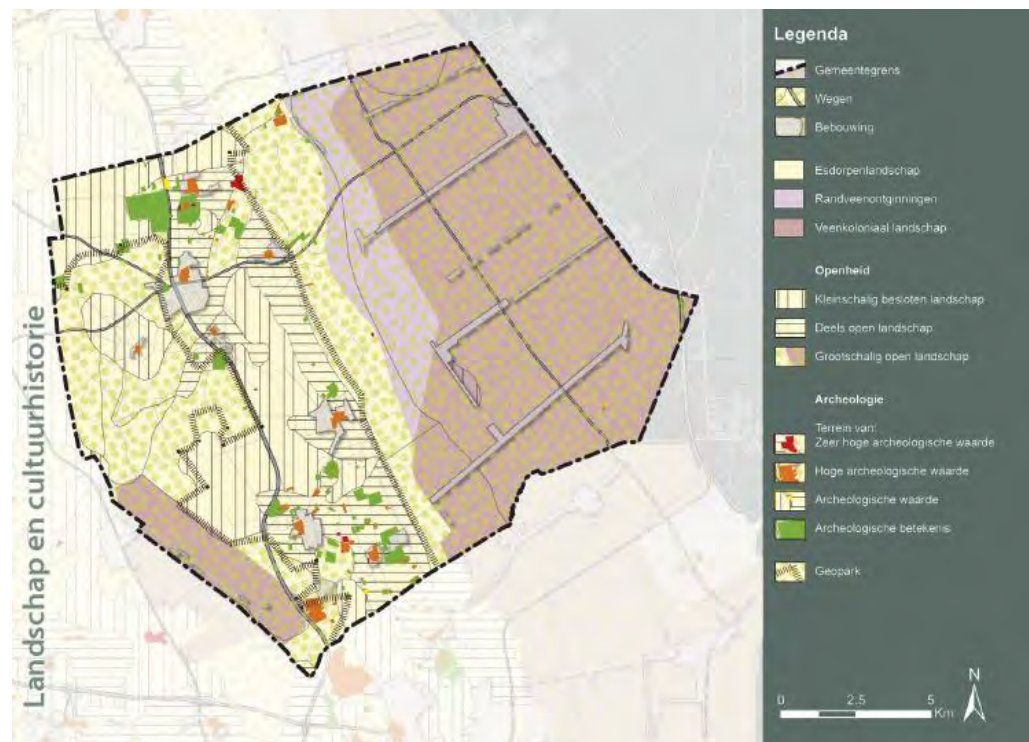 Landschap en cultuurhistorie
Legenda
Gemeentegrens
Wegen
Bebouwing
Esdorpenlandschap
Randveenontginningen
Veenkoloniaal landschap
Openheid
Kleinschalig besloten landschap
Deels open landschap
Grootschalig open landschap
Archeologie
Terrein van:
Zeer hoge archeologische waarde
Hoge archeologische waarde
Archeologische waarde
Archeologische betekenis
Geopark
N
0 2.5 5
Km